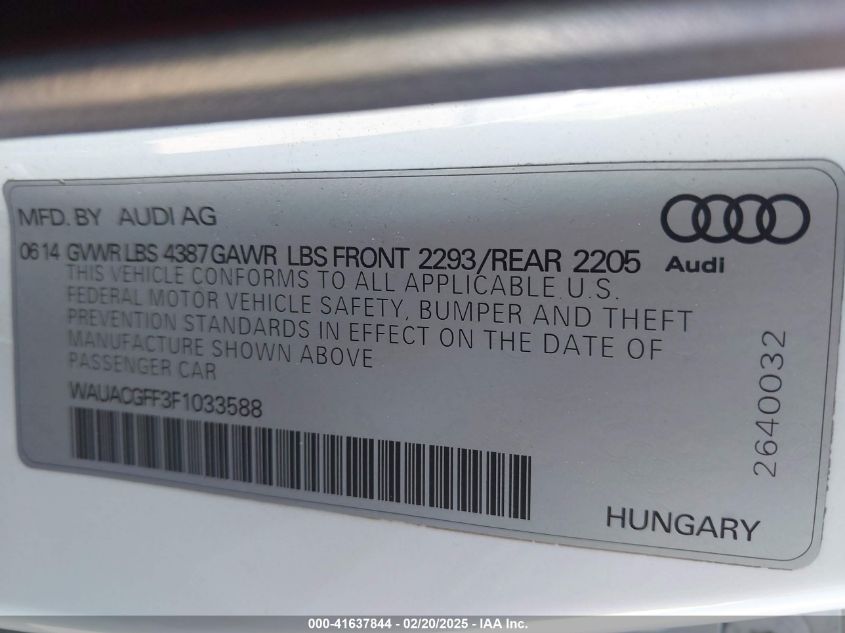 MFD. BY AUDI AG
Audi
0614 GVWR LBS 4387 GAWR LBS FRONT 2293/REAR 2205
THIS VEHICLE CONFORMS TO ALL APPLICABLE U.S.
FEDERAL MOTOR VEHICLE SAFETY, BUMPER AND THEFT
PREVENTION STANDARDS IN EFFECT ON THE DATE OF
MANUFACTURE SHOWN ABOVE
PASSENGER CAR
WAUACGFF3F1033588
2640032
HUNGARY
000-41637844 / 02/20/2025 - IAA Inc.